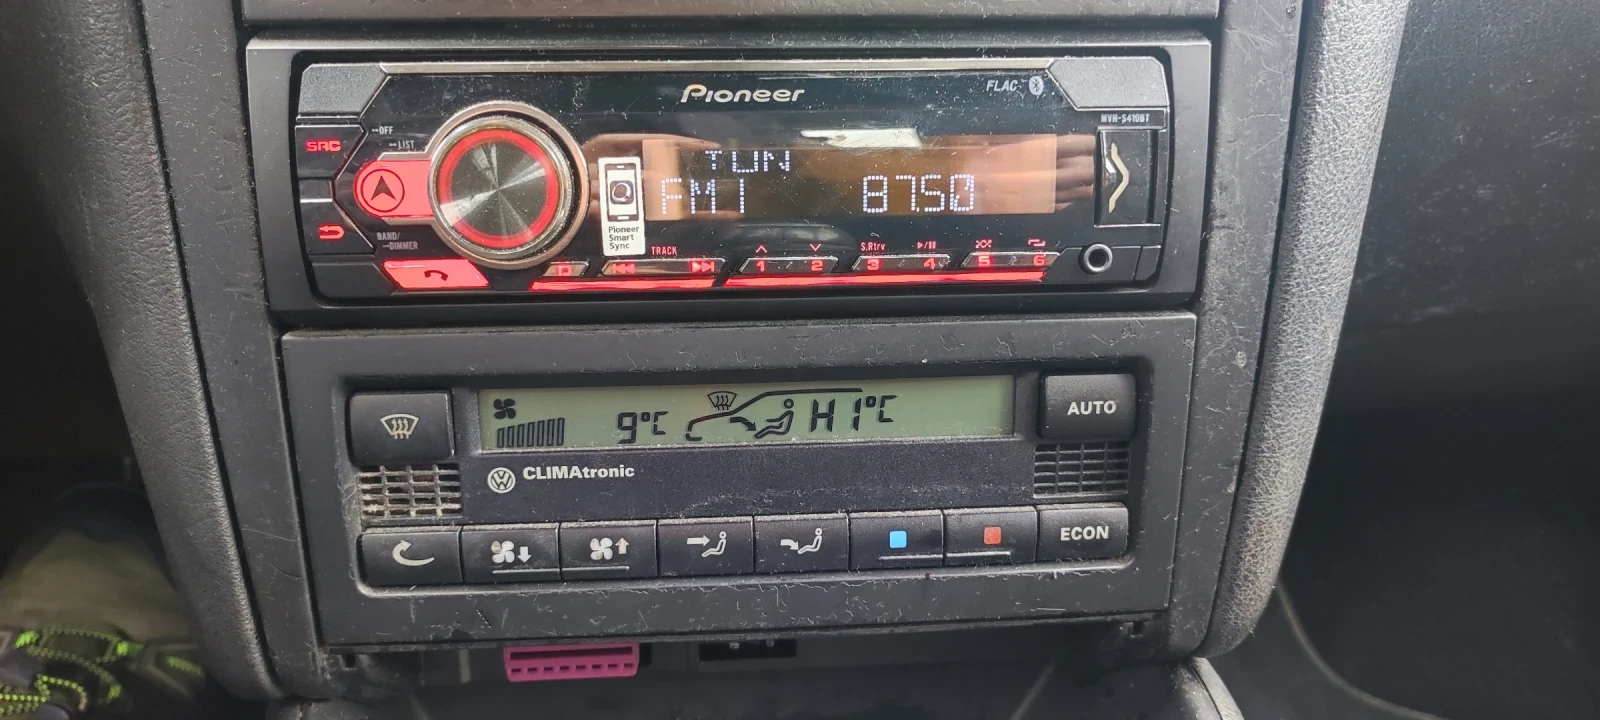 Pioneer
FLAC
MVH-S410BT
OFF
LIST
SRC
TUN
FM1 87.50
Pioneer
Smart
Sync
BAND/
DIMMER
TRACK
S.Rtrv
D 1 2 3 4 5 6
9°C HI°C
AUTO
CLIMAtronic
ECON